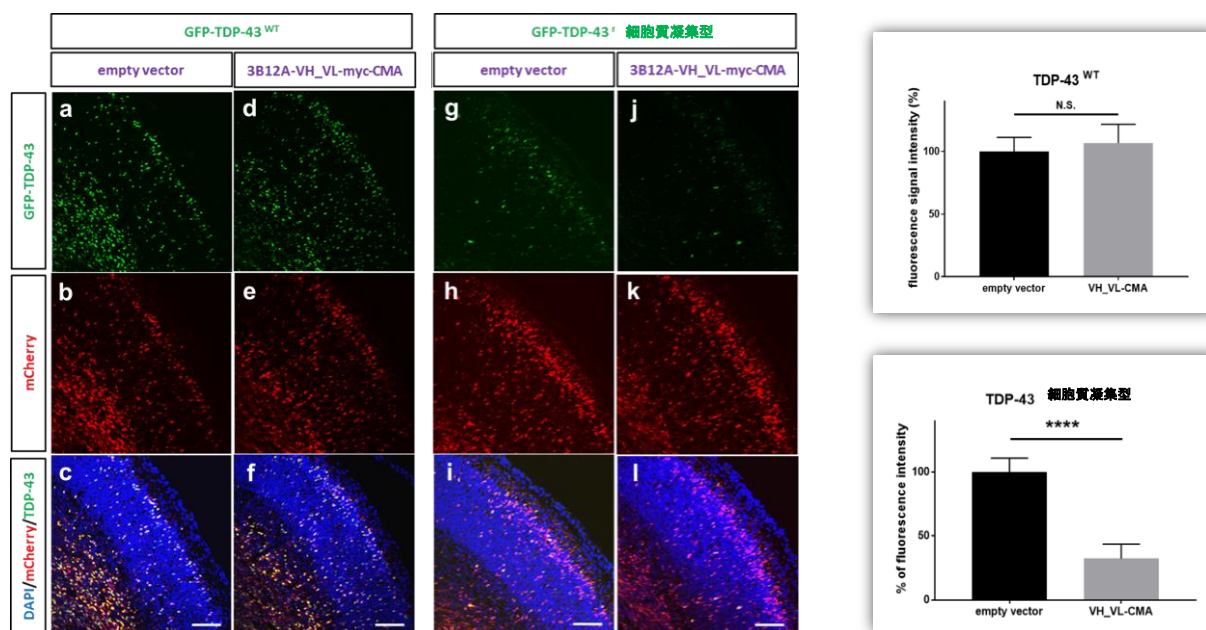 GFP-TDP-43 WT
GFP-TDP-43 細胞質凝集型
empty vector
3B12A-VH_VL-myc-CMA
empty vector
3B12A-VH_VL-myc-CMA
GFP-TDP-43
a
d
g
j
mCherry
b
e
h
k
DAPI/mCherry/TDP-43
c
f
i
l
TDP-43 WT
N.S.
fluorescence signal intensity (%)
100
50
0
empty vector
VH_VL-CMA
TDP-43 細胞質凝集型
****
% of fluorescence intensity
100
50
0
empty vector
VH_VL-CMA